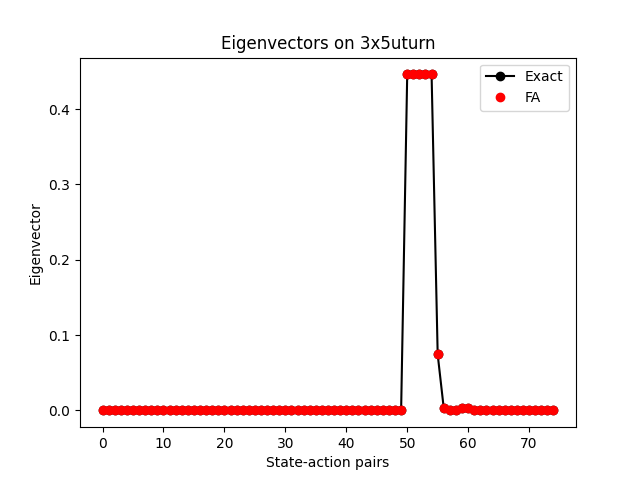 Eigenvectors on 3x5uturn
Exact
FA
Eigenvector
0.4
0.3
0.2
0.1
0.0
0 10 20 30 40 50 60 70
State-action pairs